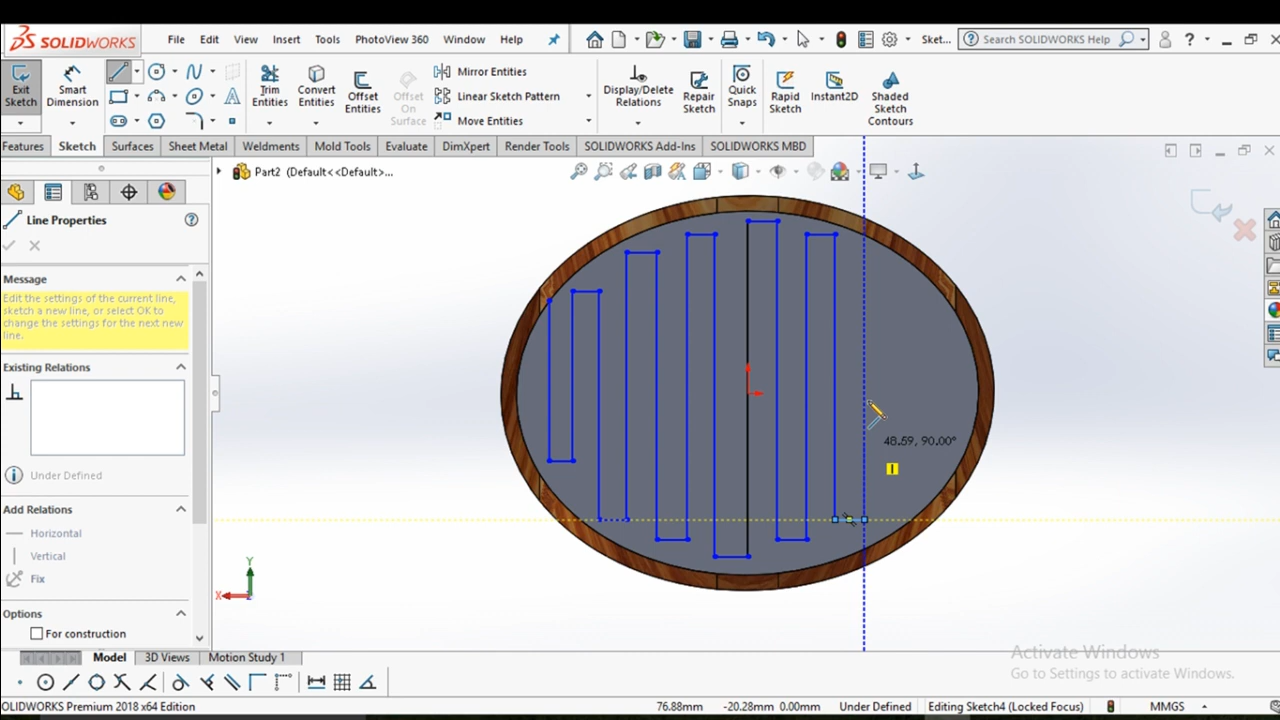 SOLIDWORKS File Edit View Insert Tools PhotoView 360 Window Help Sket... Search SOLIDWORKS Help ?
Exit Sketch
Smart Dimension
Trim Entities
Convert Entities
Offset Entities
Offset On Surface
Mirror Entities
Linear Sketch Pattern
Move Entities
Display/Delete Relations
Repair Sketch
Quick Snaps
Rapid Sketch
Instant2D
Shaded Sketch Contours
Features Sketch Surfaces Sheet Metal Weldments Mold Tools Evaluate DimXpert Render Tools SOLIDWORKS Add-Ins SOLIDWORKS MBD
Part2 (Default<<Default>...
Line Properties
Message
Edit the settings of the current line,
sketch a new line, or select OK to
change the settings for the next new
line.
Existing Relations
Under Defined
Add Relations
Horizontal
Vertical
Fix
Options
For construction
48.59, 90.00°
Y
X
Model 3D Views Motion Study 1
Activate Windows
Go to Settings to activate Windows.
OLIDWORKS Premium 2018 x64 Edition 76.88mm -20.28mm 0.00mm Under Defined Editing Sketch4 (Locked Focus) MMGS